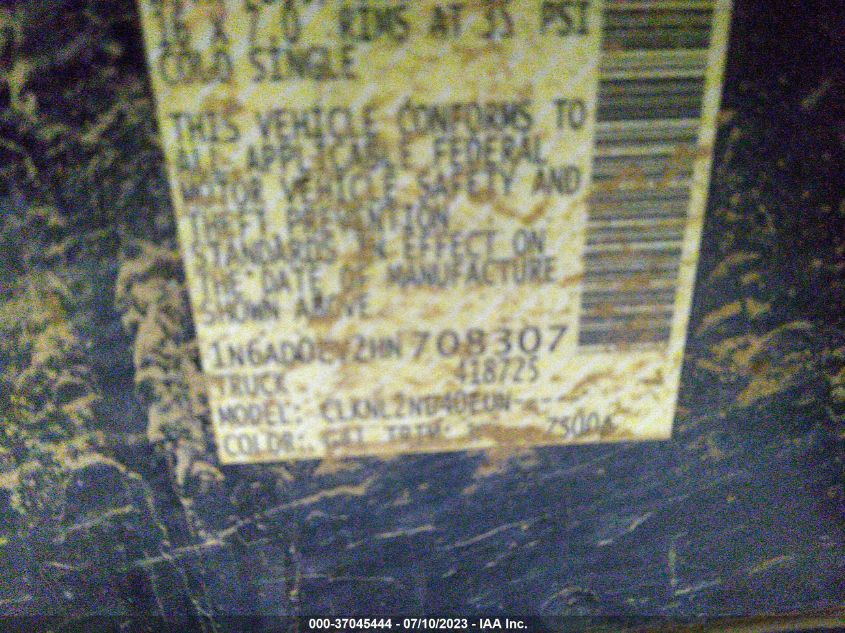 16 X 7.0 RIMS AT 35 PSI
COLD SINGLE
THIS VEHICLE CONFORMS TO
ALL APPLICABLE FEDERAL
MOTOR VEHICLE SAFETY AND
THEFT PREVENTION
STANDARDS IN EFFECT ON
THE DATE OF MANUFACTURE
SHOWN ABOVE
708307
TRUCK 418725
MODEL:
COLOR: TRIM:
000-37045444 - 07/10/2023 - IAA Inc.